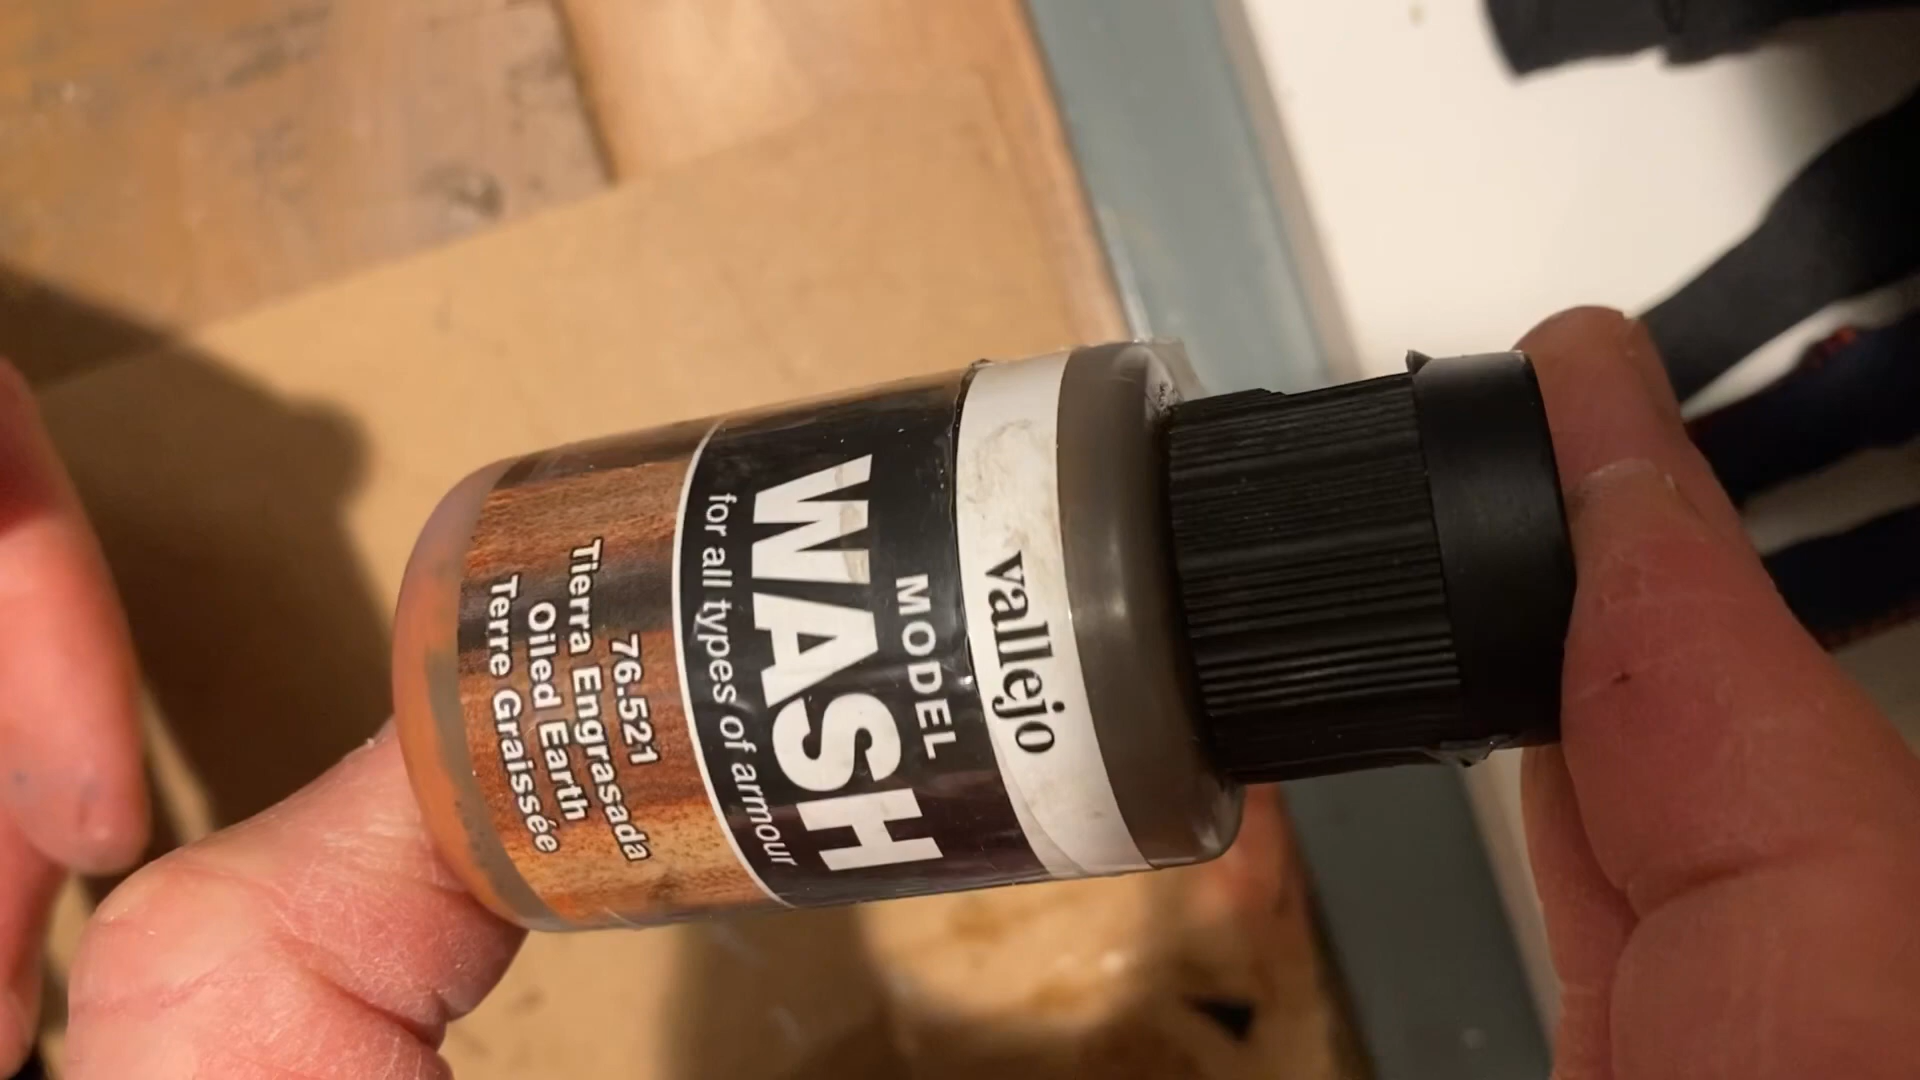 vallejo
MODEL
WASH
for all types of armour
76.521
Tierra Engrasada
Oiled Earth
Terre Graissée